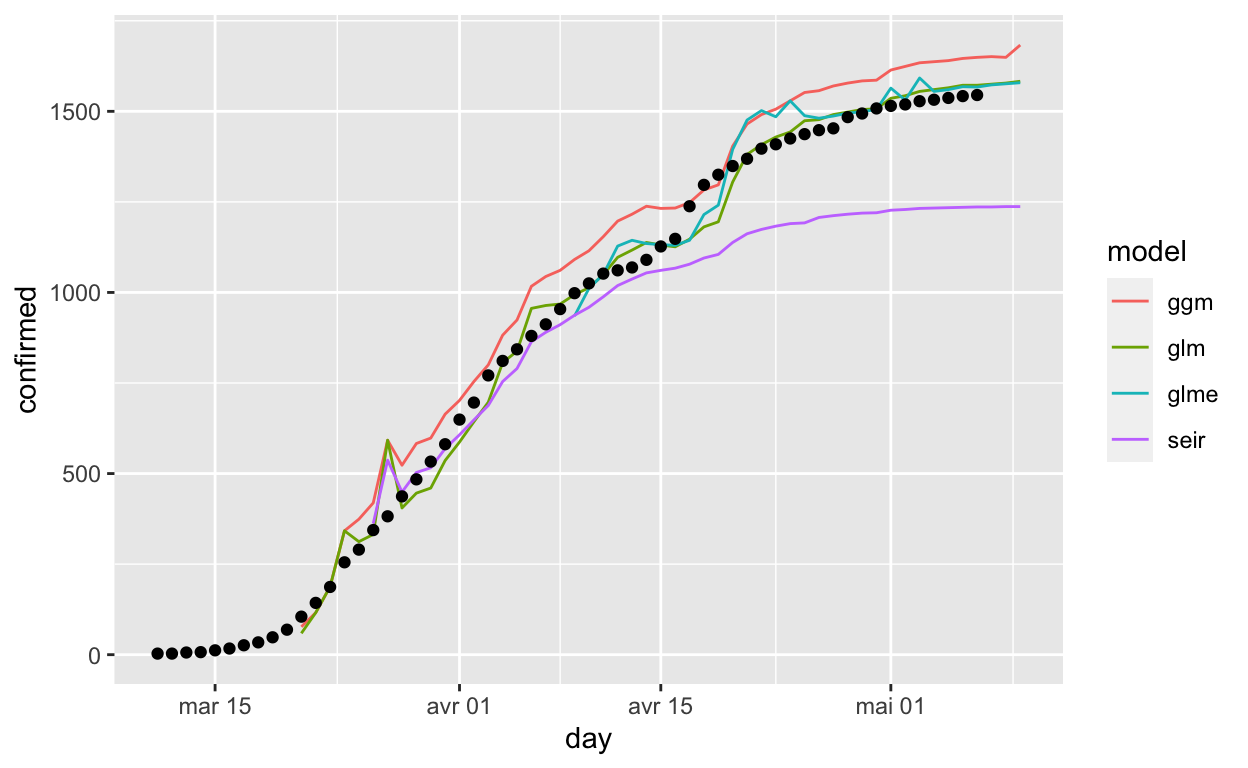 confirmed
1500
1000
500
0
mar 15
avr 01
avr 15
mai 01
day
model
ggm
glm
glme
seir